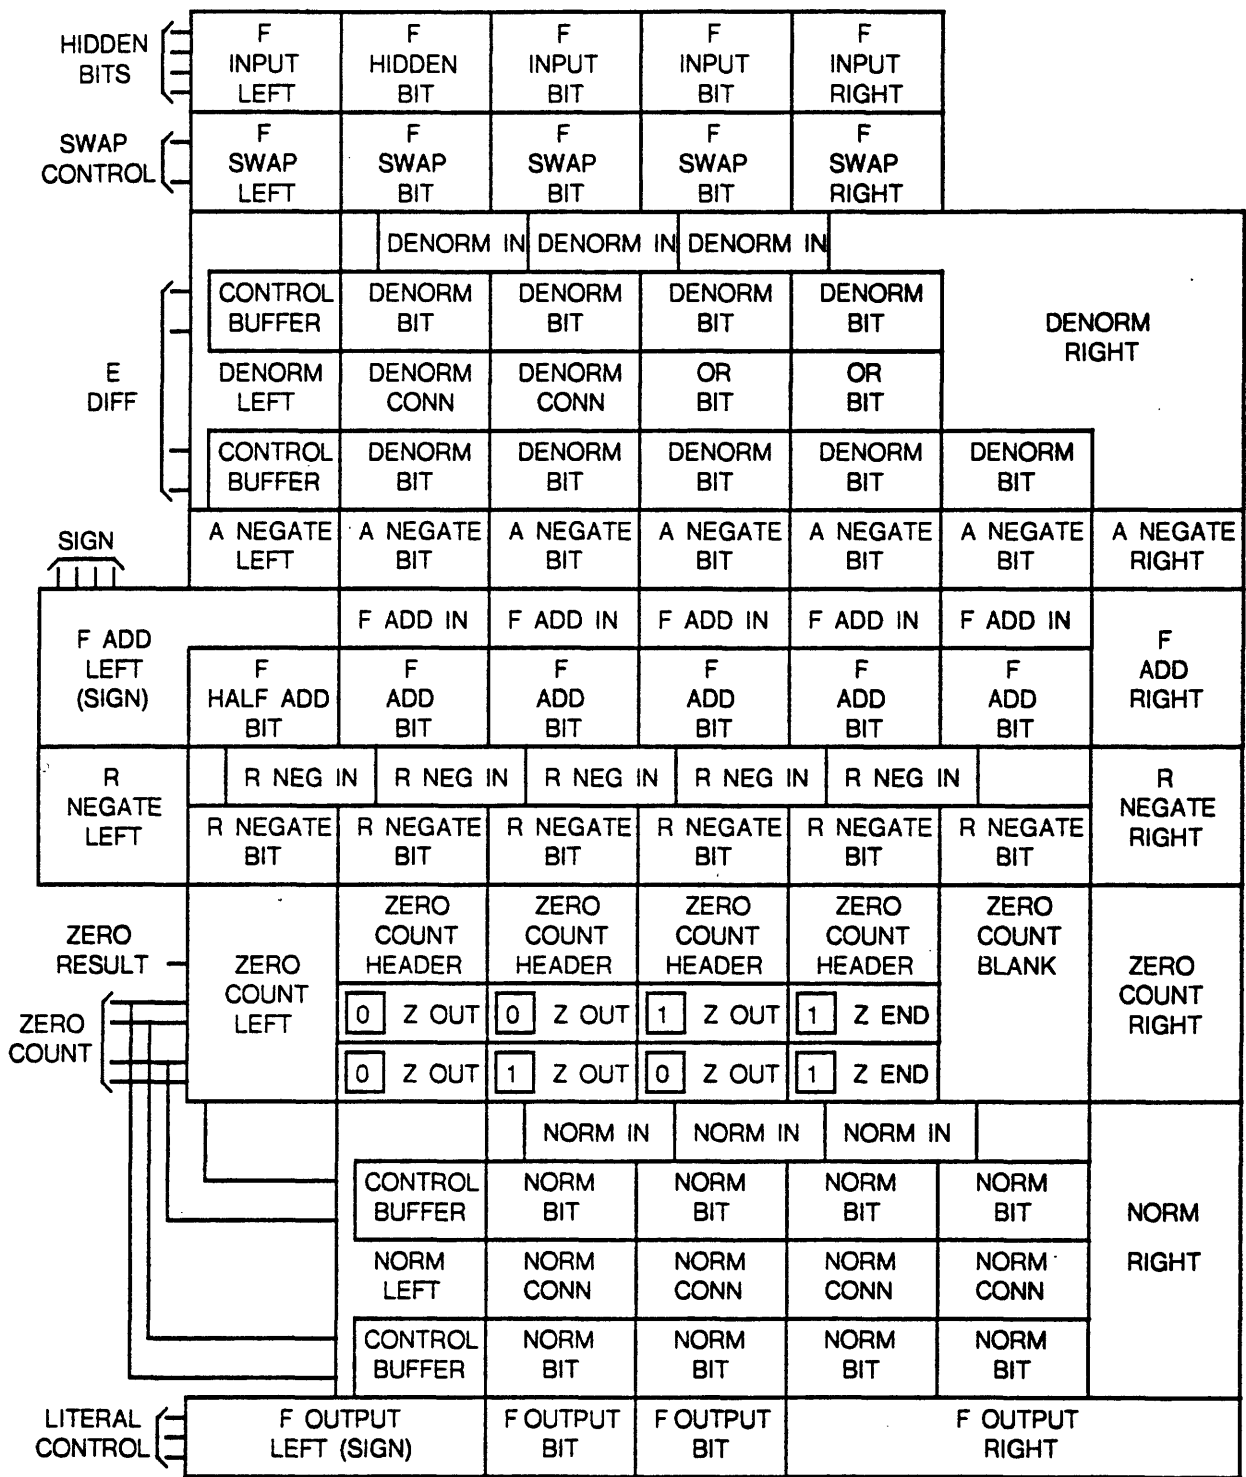 HIDDEN
BITS
F
INPUT
LEFT
F
HIDDEN
BIT
F
INPUT
BIT
F
INPUT
BIT
F
INPUT
RIGHT
SWAP
CONTROL
F
SWAP
LEFT
F
SWAP
BIT
F
SWAP
BIT
F
SWAP
BIT
F
SWAP
RIGHT
DENORM IN
DENORM IN
DENORM IN
DENORM
RIGHT
E
DIFF
CONTROL
BUFFER
DENORM
BIT
DENORM
BIT
DENORM
BIT
DENORM
BIT
DENORM
LEFT
DENORM
CONN
DENORM
CONN
OR
BIT
OR
BIT
CONTROL
BUFFER
DENORM
BIT
DENORM
BIT
DENORM
BIT
DENORM
BIT
DENORM
BIT
SIGN
A NEGATE
LEFT
A NEGATE
BIT
A NEGATE
BIT
A NEGATE
BIT
A NEGATE
BIT
A NEGATE
BIT
A NEGATE
RIGHT
F ADD
LEFT
(SIGN)
F ADD IN
F ADD IN
F ADD IN
F ADD IN
F ADD IN
F
ADD
RIGHT
F
HALF ADD
BIT
F
ADD
BIT
F
ADD
BIT
F
ADD
BIT
F
ADD
BIT
F
ADD
BIT
R
NEGATE
LEFT
R NEG IN
R NEG IN
R NEG IN
R NEG IN
R NEG IN
R
NEGATE
RIGHT
R NEGATE
BIT
R NEGATE
BIT
R NEGATE
BIT
R NEGATE
BIT
R NEGATE
BIT
R NEGATE
BIT
ZERO
RESULT
ZERO
COUNT
ZERO
COUNT
LEFT
ZERO
COUNT
HEADER
ZERO
COUNT
HEADER
ZERO
COUNT
HEADER
ZERO
COUNT
HEADER
ZERO
COUNT
BLANK
ZERO
COUNT
RIGHT
0 Z OUT
0 Z OUT
1 Z OUT
1 Z END
0 Z OUT
1 Z OUT
0 Z OUT
1 Z END
NORM IN
NORM IN
NORM IN
NORM
RIGHT
CONTROL
BUFFER
NORM
BIT
NORM
BIT
NORM
BIT
NORM
BIT
NORM
LEFT
NORM
CONN
NORM
CONN
NORM
CONN
NORM
CONN
CONTROL
BUFFER
NORM
BIT
NORM
BIT
NORM
BIT
NORM
BIT
LITERAL
CONTROL
F OUTPUT
LEFT (SIGN)
F OUTPUT
BIT
F OUTPUT
BIT
F OUTPUT
RIGHT